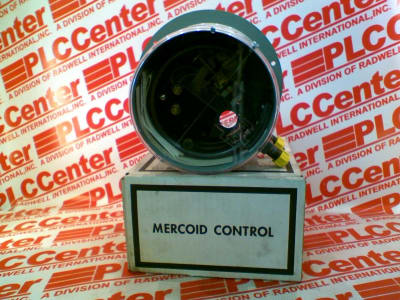 PLCCenter
A DIVISION OF RADWELL INTERNATIONAL, INC.
MERCOID CONTROL